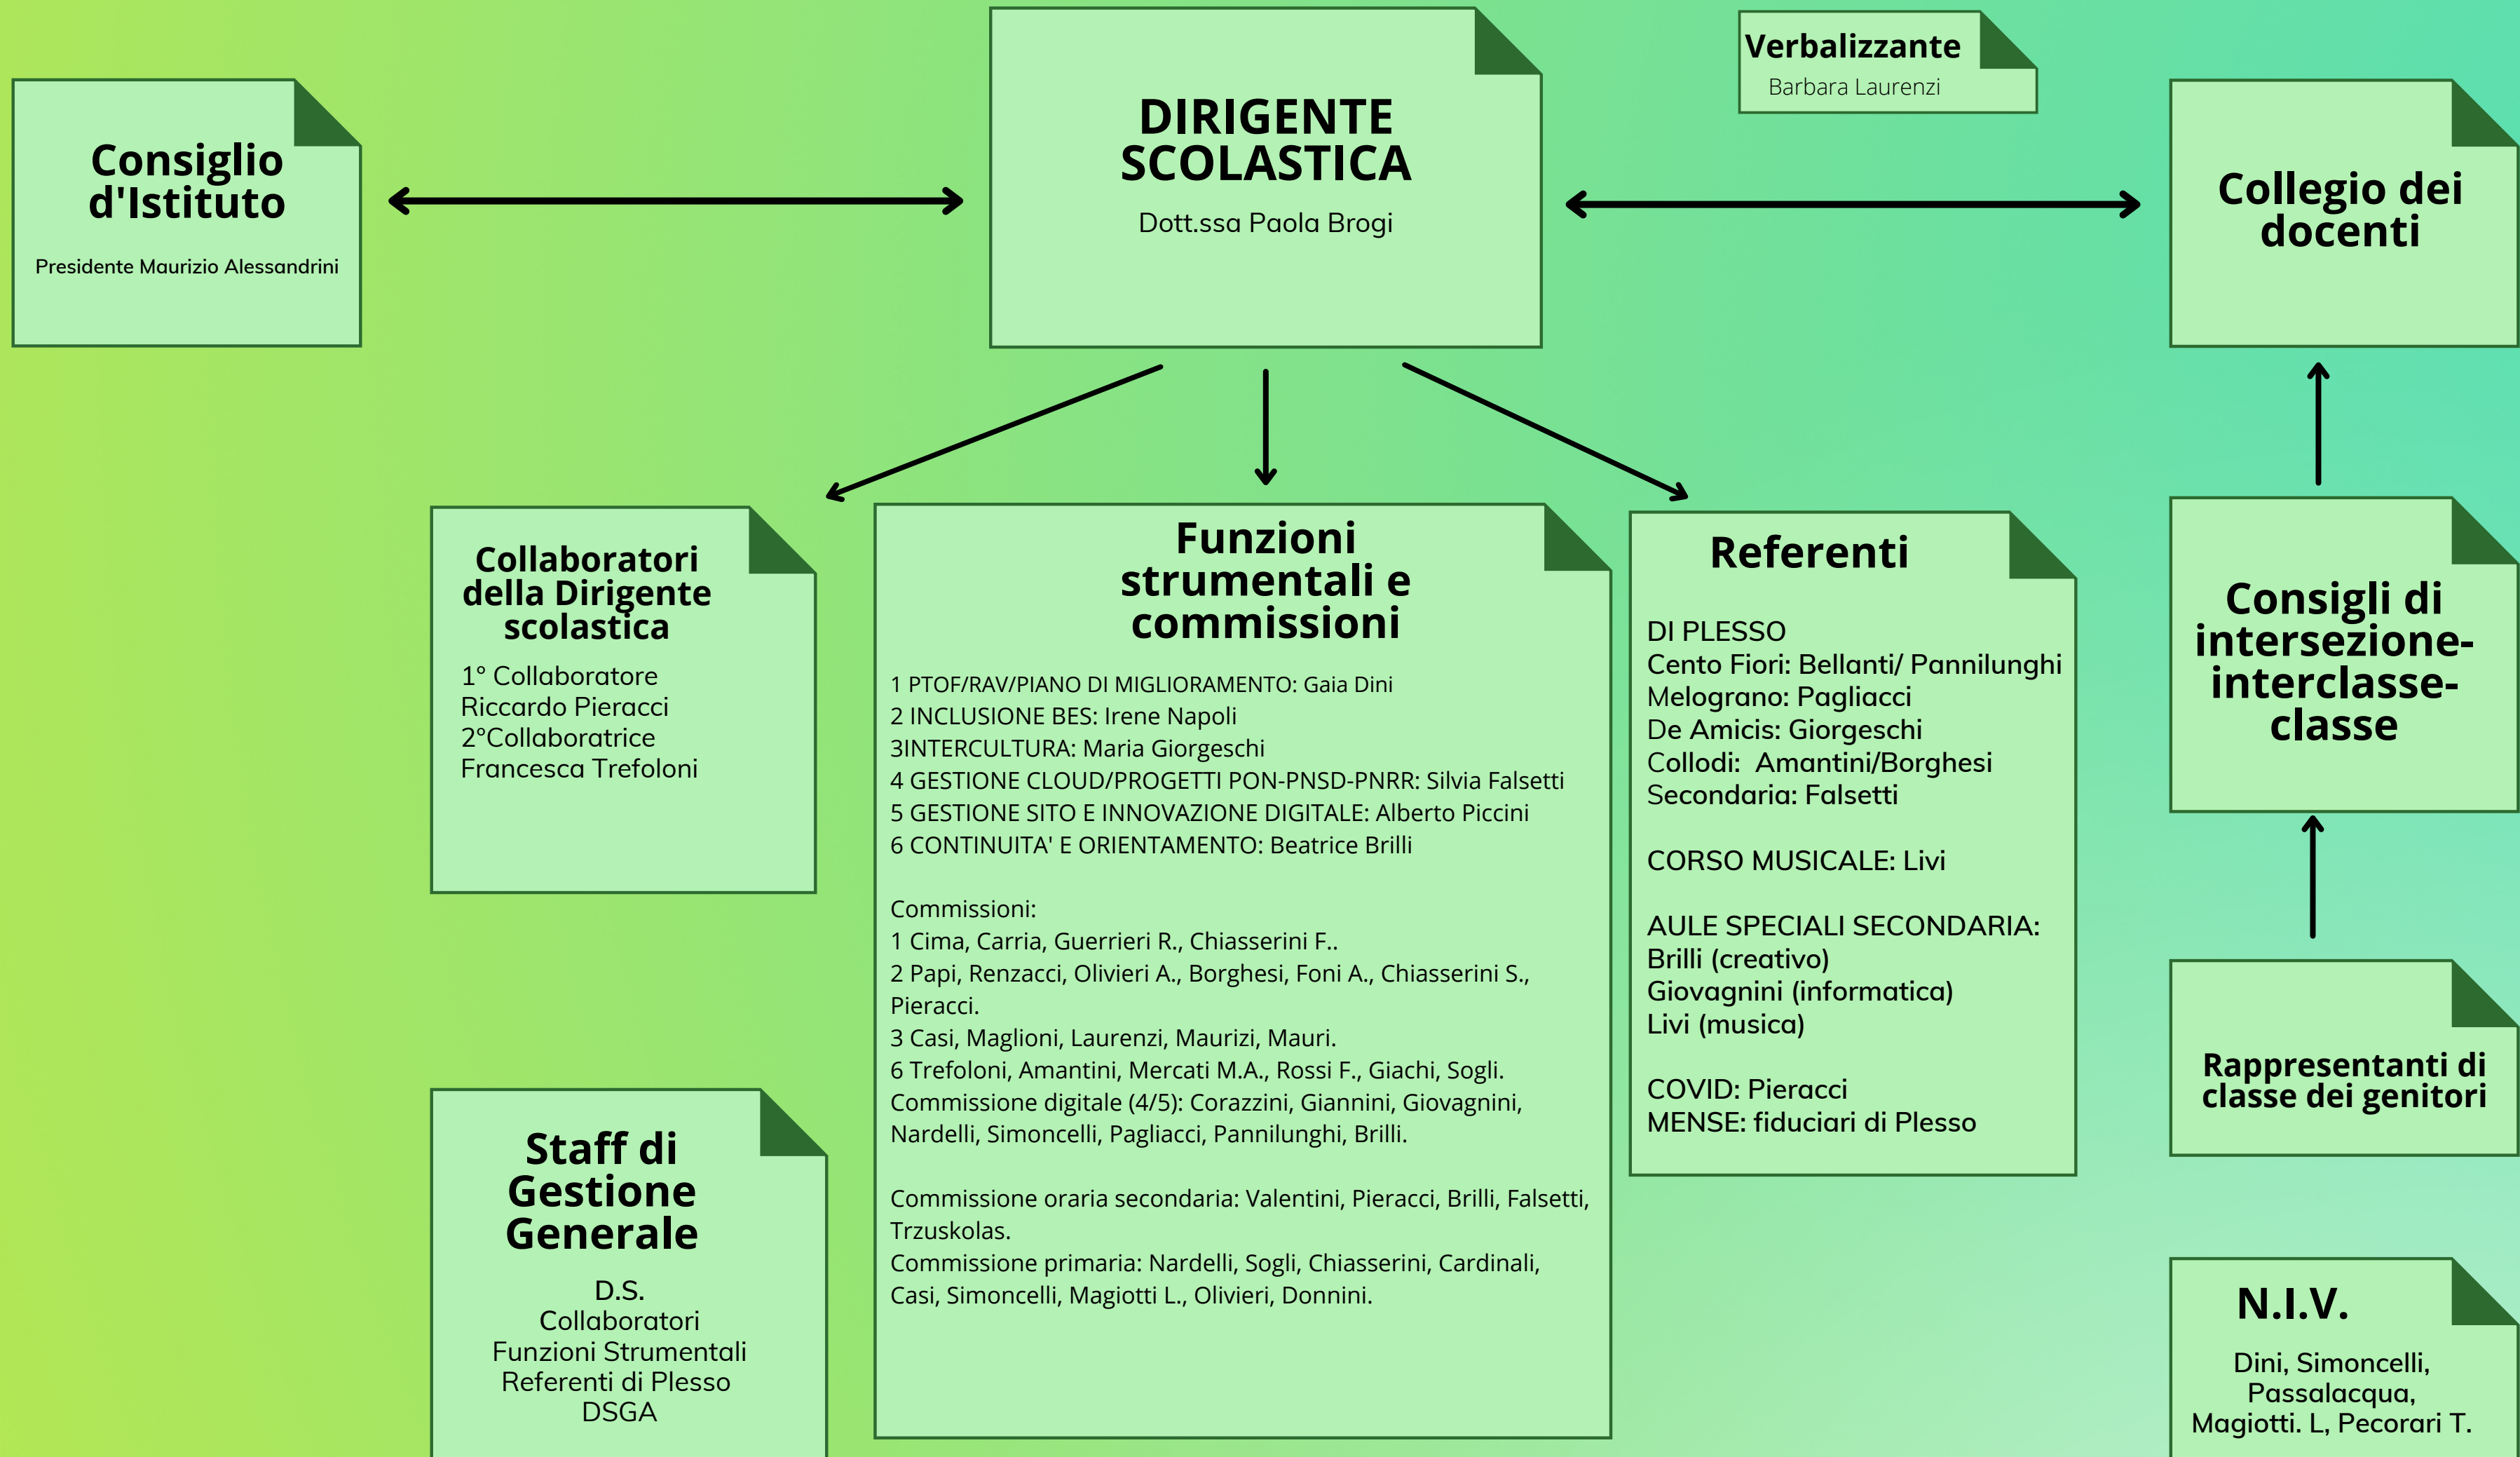 Verbalizzante
Barbara Laurenzi
DIRIGENTE
SCOLASTICA
Dott.ssa Paola Brogi
Consiglio
d'Istituto
Presidente Maurizio Alessandrini
Collegio dei
docenti
Collaboratori
della Dirigente
scolastica
1° Collaboratore
Riccardo Pieracci
2°Collaboratrice
Francesca Trefoloni
Funzioni
strumentali e
commissioni
1 PTOF/RAV/PIANO DI MIGLIORAMENTO: Gaia Dini
2 INCLUSIONE BES: Irene Napoli
3INTERCULTURA: Maria Giorgeschi
4 GESTIONE CLOUD/PROGETTI PON-PNSD-PNRR: Silvia Falsetti
5 GESTIONE SITO E INNOVAZIONE DIGITALE: Alberto Piccini
6 CONTINUITA' E ORIENTAMENTO: Beatrice Brilli
Commissioni:
1 Cima, Carria, Guerrieri R., Chiasserini F..
2 Papi, Renzacci, Olivieri A., Borghesi, Foni A., Chiasserini S.,
Pieracci.
3 Casi, Maglioni, Laurenzi, Maurizi, Mauri.
6 Trefoloni, Amantini, Mercati M.A., Rossi F., Giachi, Sogli.
Commissione digitale (4/5): Corazzini, Giannini, Giovagnini,
Nardelli, Simoncelli, Pagliacci, Pannilunghi, Brilli.
Commissione oraria secondaria: Valentini, Pieracci, Brilli, Falsetti,
Trzuskolas.
Commissione primaria: Nardelli, Sogli, Chiasserini, Cardinali,
Casi, Simoncelli, Magiotti L., Olivieri, Donnini.
Referenti
DI PLESSO
Cento Fiori: Bellanti/ Pannilunghi
Melograno: Pagliacci
De Amicis: Giorgeschi
Collodi:  Amantini/Borghesi
Secondaria: Falsetti
CORSO MUSICALE: Livi
AULE SPECIALI SECONDARIA:
Brilli (creativo)
Giovagnini (informatica)
Livi (musica)
COVID: Pieracci
MENSE: fiduciari di Plesso
Consigli di
intersezione-
interclasse-
classe
Rappresentanti di
classe dei genitori
Staff di
Gestione
Generale
D.S.
Collaboratori
Funzioni Strumentali
Referenti di Plesso
DSGA
N.I.V.
Dini, Simoncelli,
Passalacqua,
Magiotti. L, Pecorari T.